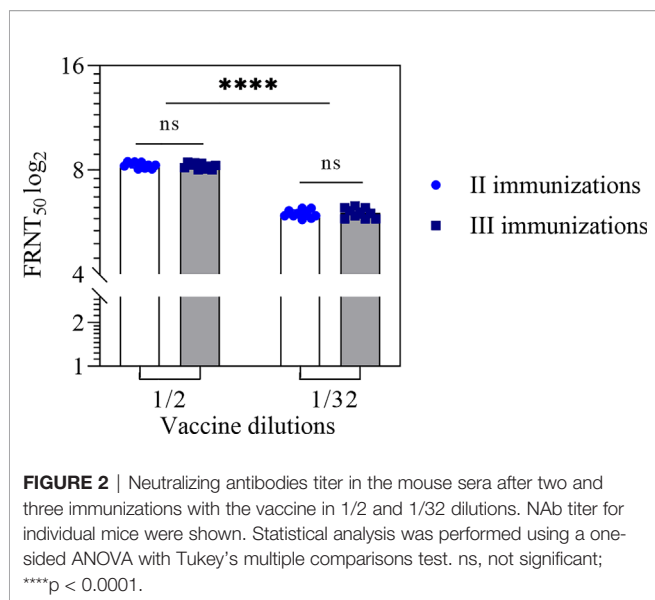 16
8
4
2
1
FRNT50 log2
****
ns
ns
II immunizations
III immunizations
1/2
1/32
Vaccine dilutions
FIGURE 2 | Neutralizing antibodies titer in the mouse sera after two and
three immunizations with the vaccine in 1/2 and 1/32 dilutions. NAb titer for
individual mice were shown. Statistical analysis was performed using a one-
sided ANOVA with Tukey's multiple comparisons test. ns, not significant;
****p < 0.0001.